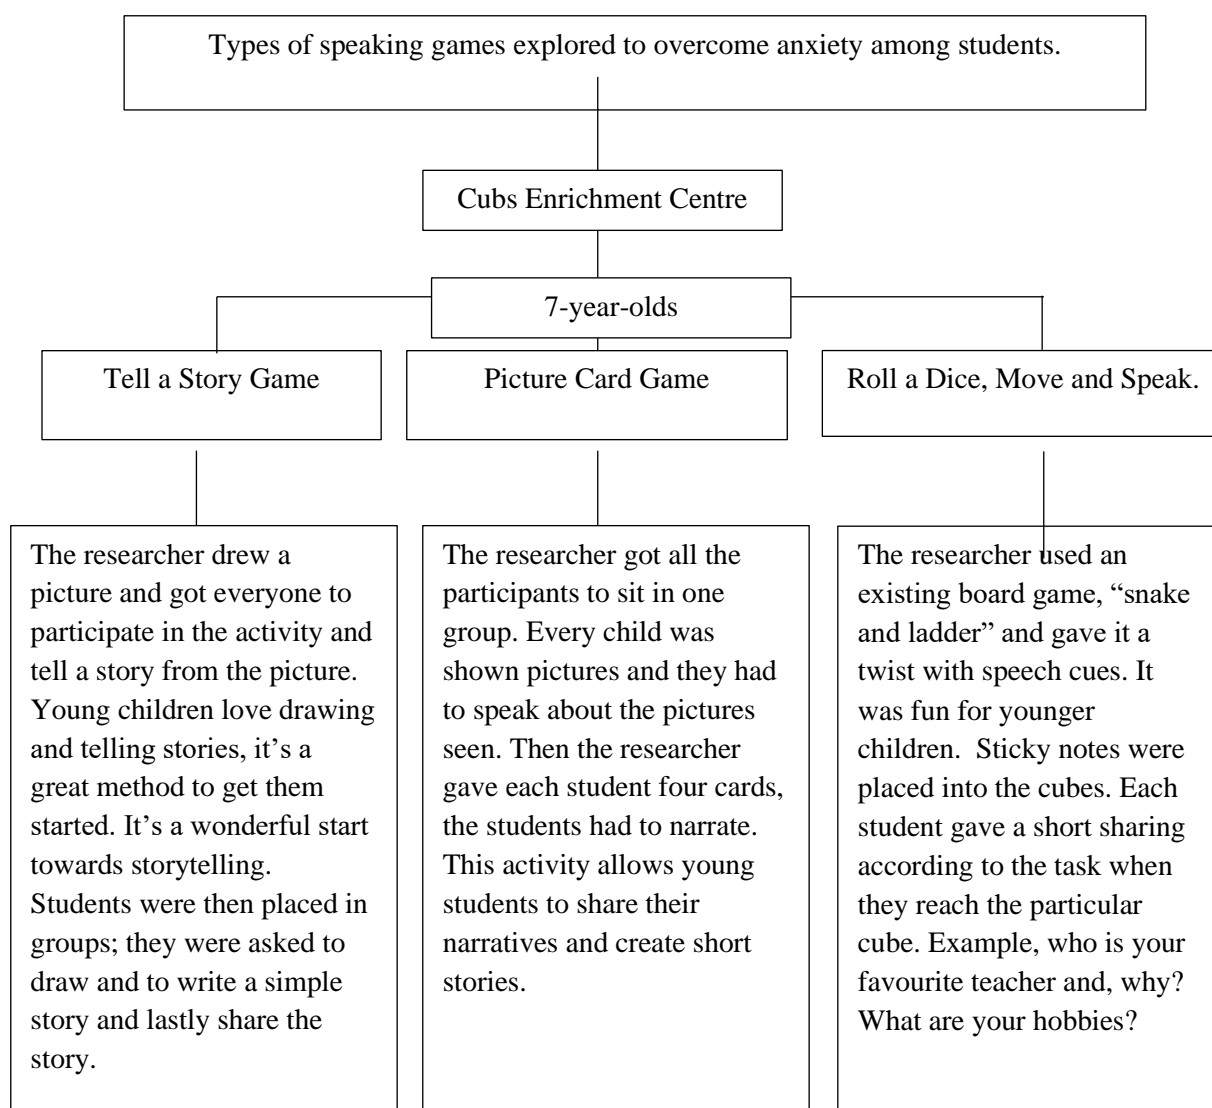 Types of speaking games explored to overcome anxiety among students.
Cubs Enrichment Centre
7-year-olds
Tell a Story Game
Picture Card Game
Roll a Dice, Move and Speak.
The researcher drew a
picture and got everyone to
participate in the activity and
tell a story from the picture.
Young children love drawing
and telling stories, it’s a
great method to get them
started. It’s a wonderful start
towards storytelling.
Students were then placed in
groups; they were asked to
draw and to write a simple
story and lastly share the
story.
The researcher got all the
participants to sit in one
group. Every child was
shown pictures and they had
to speak about the pictures
seen. Then the researcher
gave each student four cards,
the students had to narrate.
This activity allows young
students to share their
narratives and create short
stories.
The researcher used an
existing board game, “snake
and ladder” and gave it a
twist with speech cues. It
was fun for younger
children.  Sticky notes were
placed into the cubes. Each
student gave a short sharing
according to the task when
they reach the particular
cube. Example, who is your
favourite teacher and, why?
What are your hobbies?